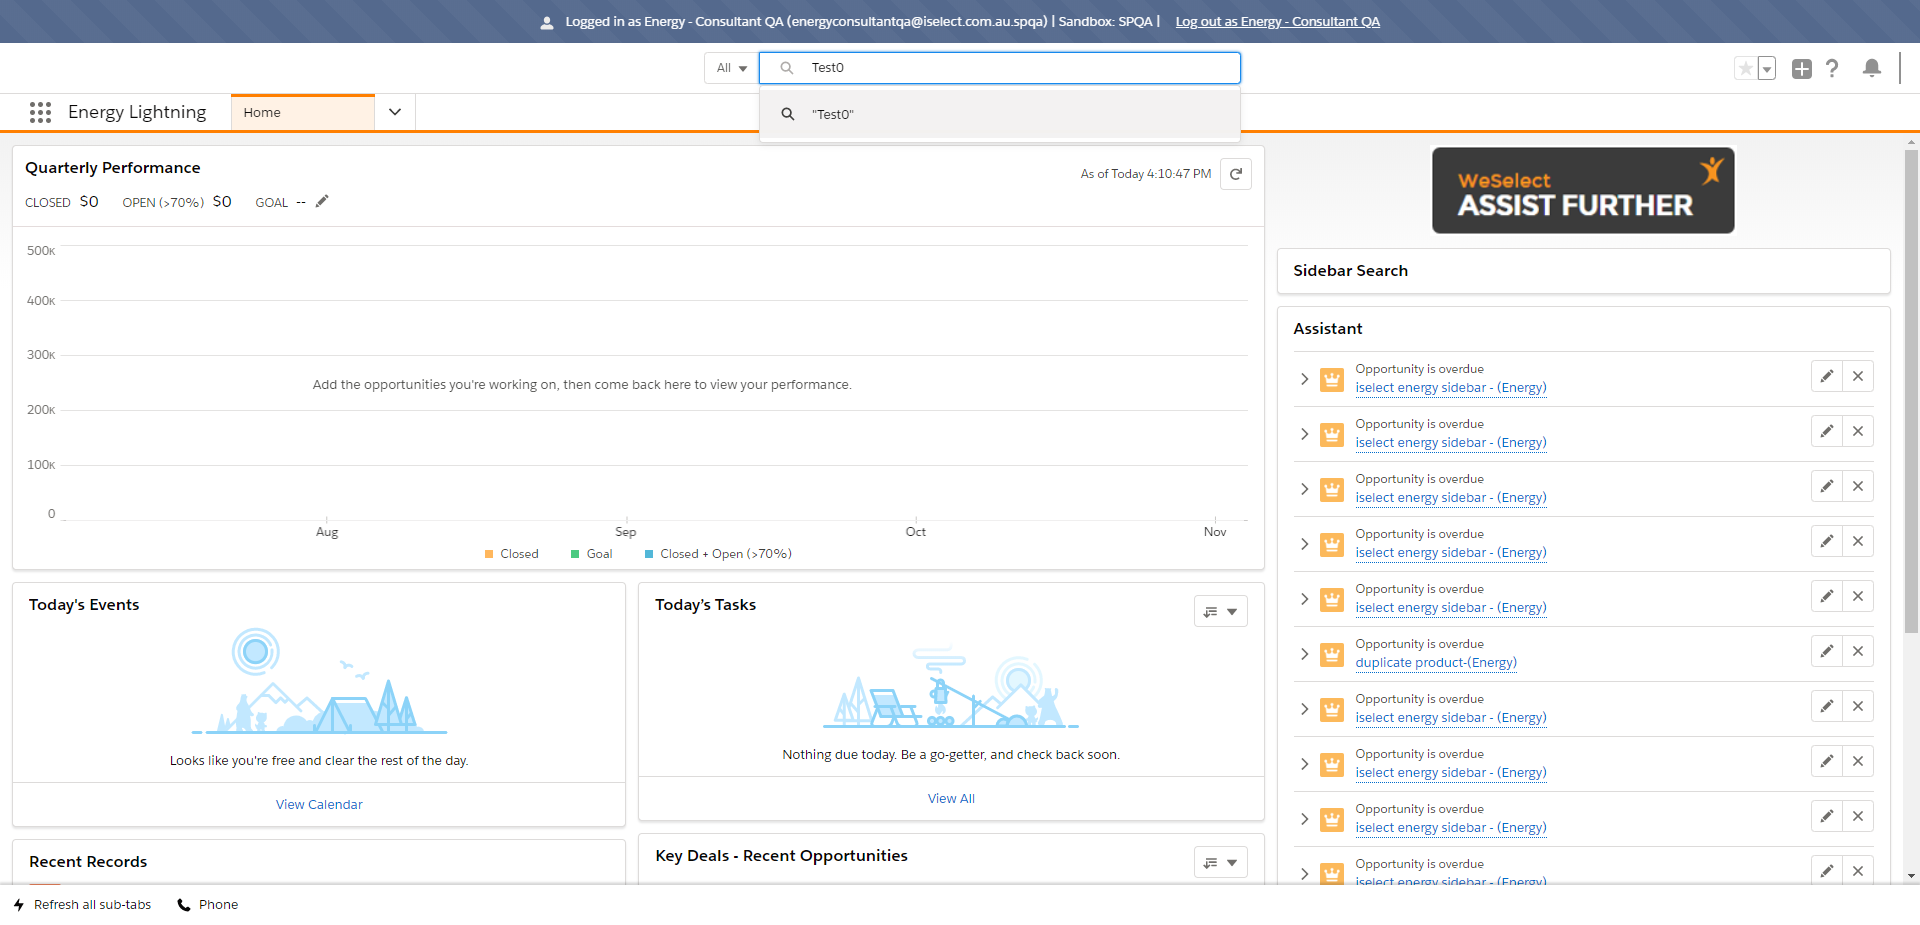 Logged in as Energy - Consultant QA (energyconsultantqa@iselect.com.au.spqa) | Sandbox: SPQA | Log out as Energy - Consultant QA
All
Test0
"Test0"
Energy Lightning
Home
Quarterly Performance
As of Today 4:10:47 PM
CLOSED $0 OPEN (>70%) $0 GOAL --
500K
400K
300K
200K
100K
0
Add the opportunities you're working on, then come back here to view your performance.
Aug Sep Oct Nov
Closed Goal Closed + Open (>70%)
WeSelect
ASSIST FURTHER
Sidebar Search
Assistant
Opportunity is overdue
iselect energy sidebar - (Energy)
Opportunity is overdue
iselect energy sidebar - (Energy)
Opportunity is overdue
iselect energy sidebar - (Energy)
Opportunity is overdue
iselect energy sidebar - (Energy)
Opportunity is overdue
iselect energy sidebar - (Energy)
Opportunity is overdue
duplicate product-(Energy)
Opportunity is overdue
iselect energy sidebar - (Energy)
Opportunity is overdue
iselect energy sidebar - (Energy)
Opportunity is overdue
iselect energy sidebar - (Energy)
Opportunity is overdue
iselect energy sidebar - (Energy)
Today's Events
Looks like you're free and clear the rest of the day.
View Calendar
Today's Tasks
Nothing due today. Be a go-getter, and check back soon.
View All
Recent Records
Key Deals - Recent Opportunities
Refresh all sub-tabs
Phone